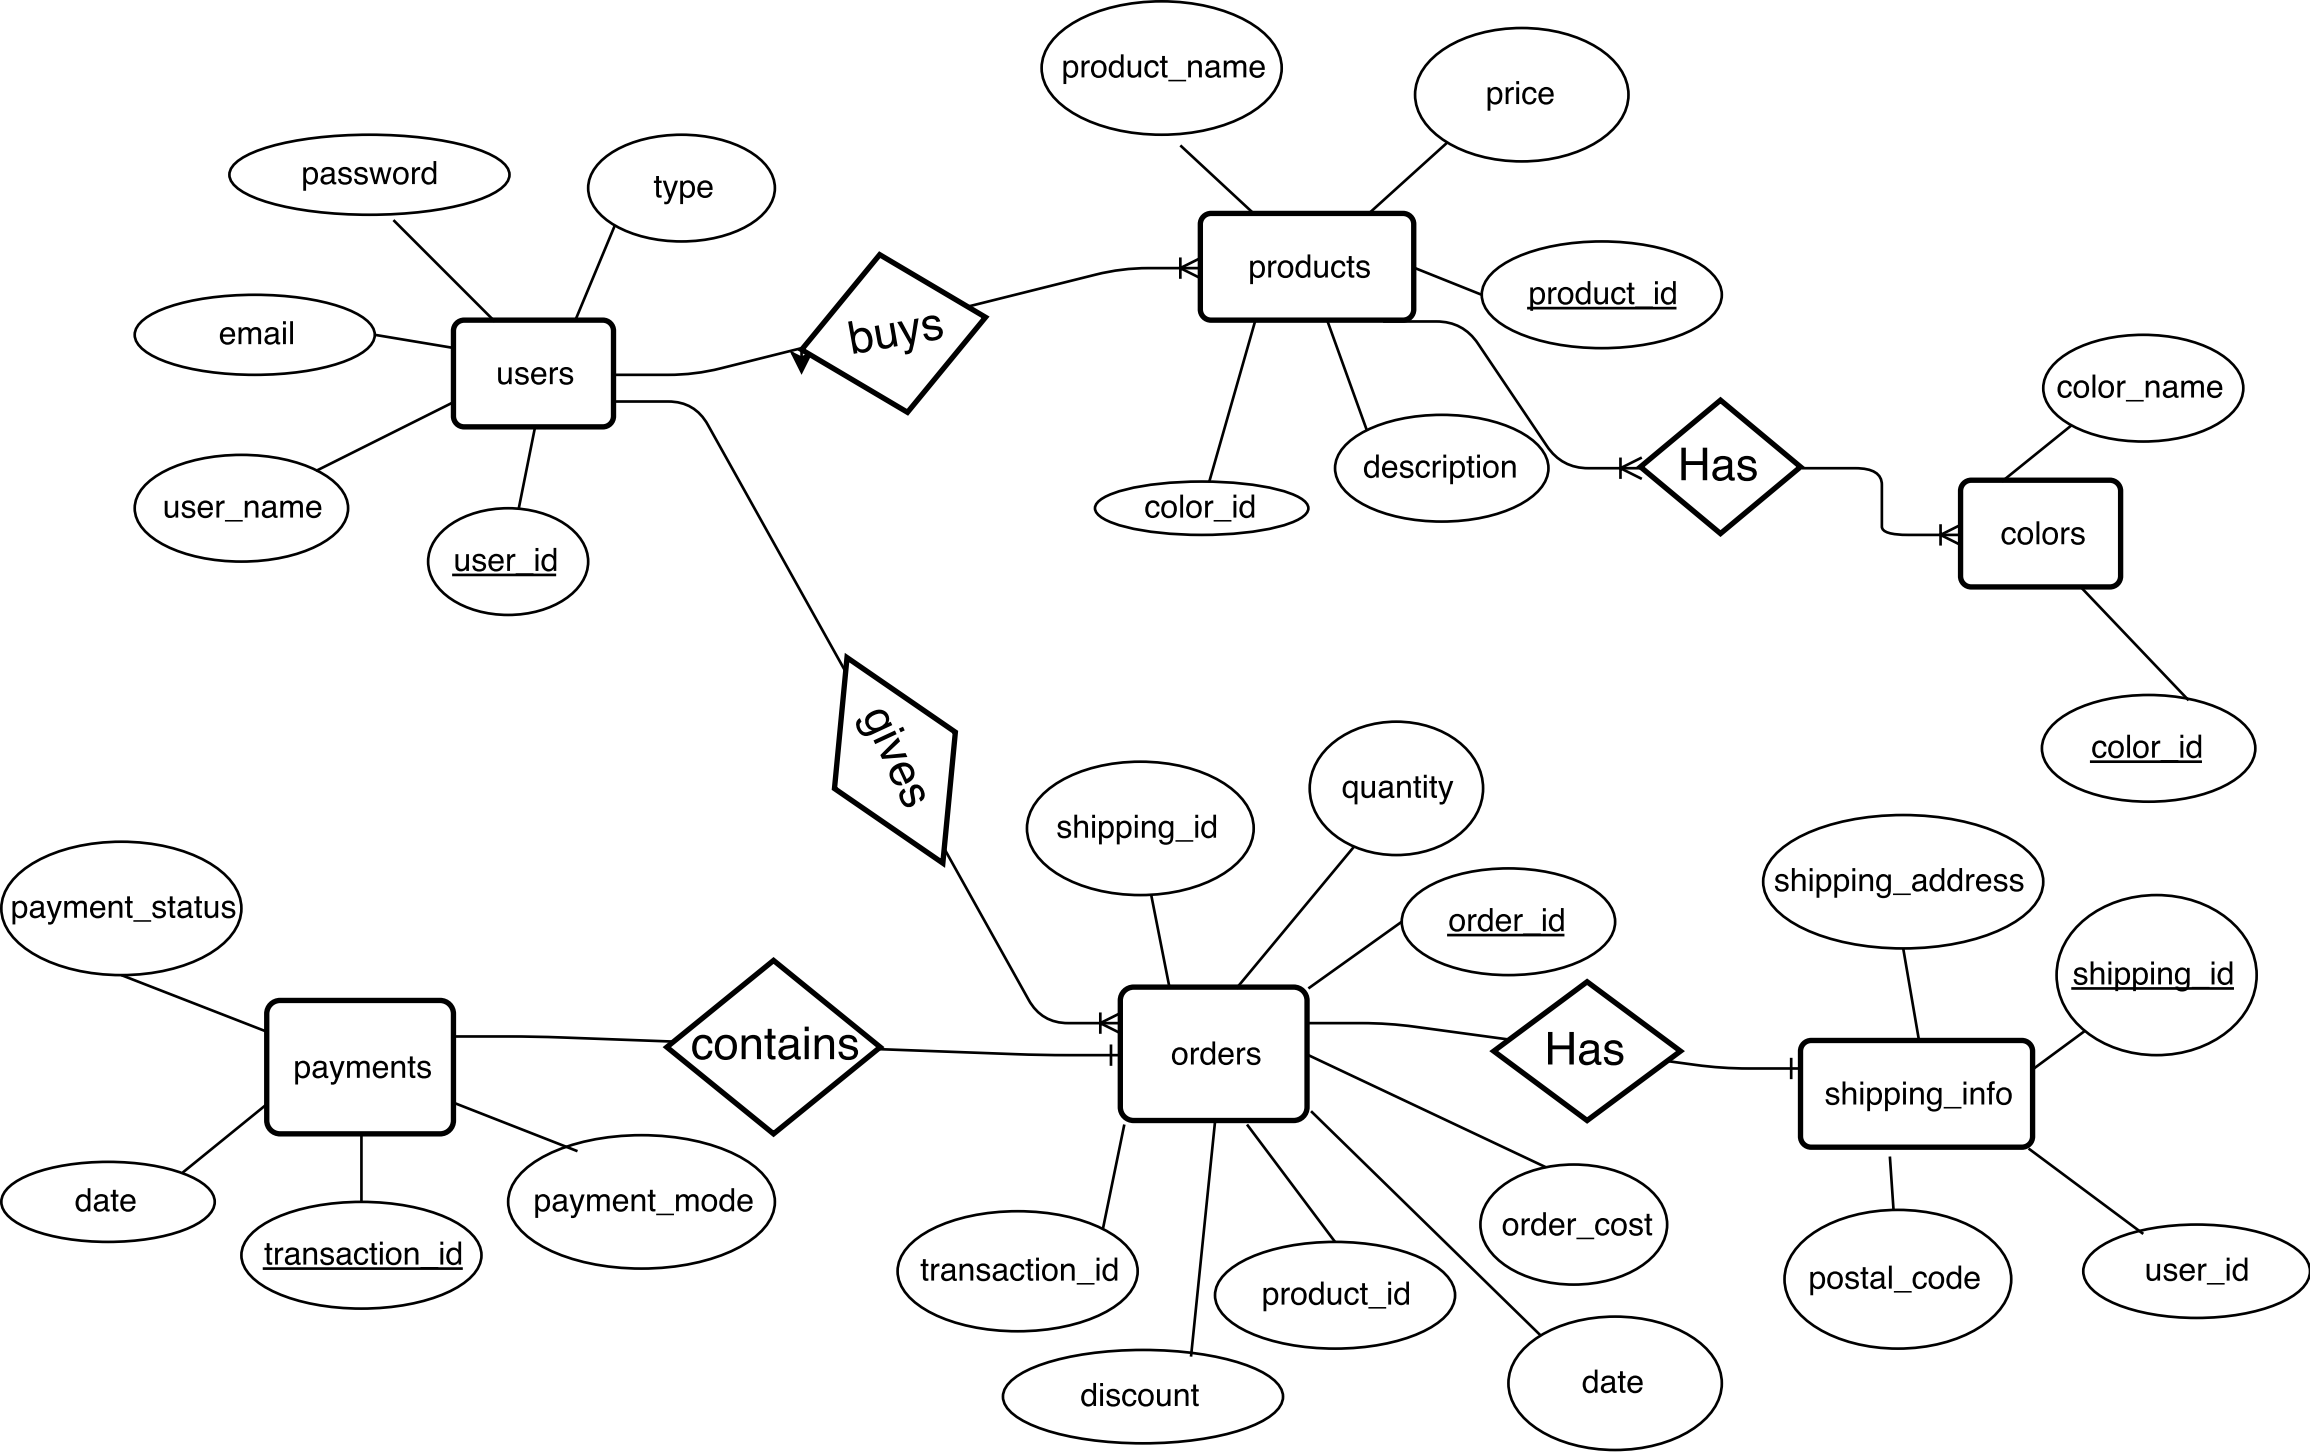 product_name
price
password
type
products
product_id
email
buys
users
color_name
user_name
color_id
description
Has
colors
user_id
color_id
gives
quantity
shipping_id
shipping_address
payment_status
order_id
shipping_id
contains
orders
Has
payments
shipping_info
date
payment_mode
transaction_id
order_cost
transaction_id
product_id
postal_code
user_id
discount
date